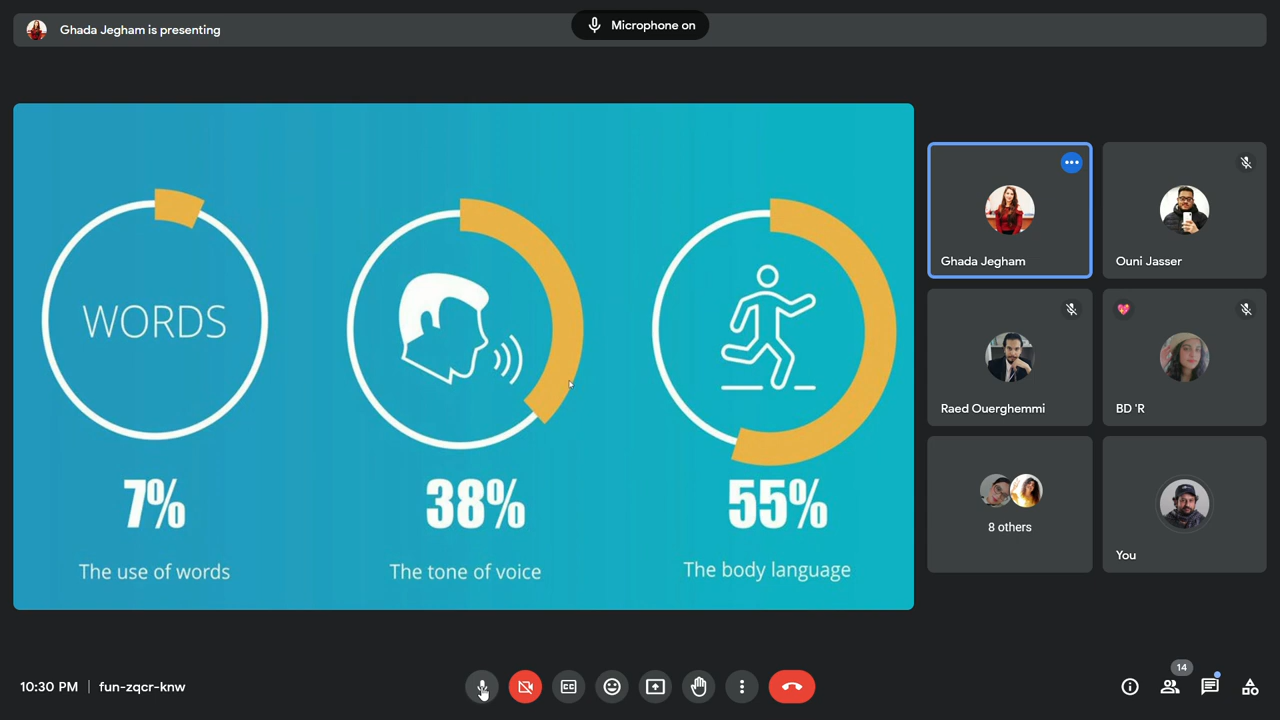 Ghada Jegham is presenting
Microphone on
WORDS
7%
38%
55%
The use of words
The tone of voice
The body language
Ghada Jegham
Ouni Jasser
Raed Ouerghemmi
BD 'R
8 others
You
10:30 PM | fun-zqcr-knw
CC
14